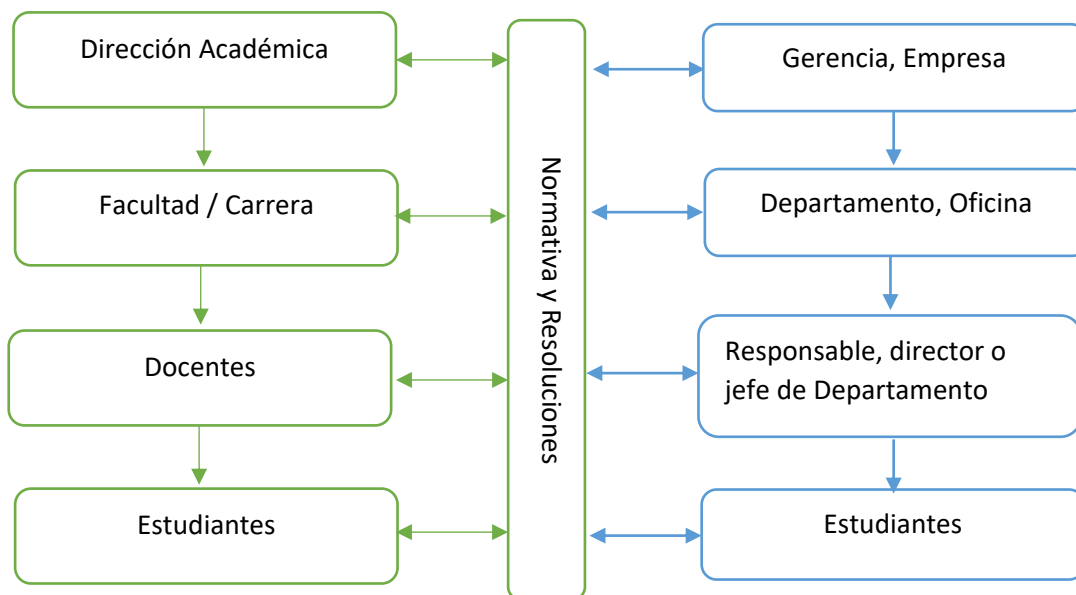 Dirección Académica
Facultad / Carrera
Docentes
Estudiantes
Normativa y Resoluciones
Gerencia, Empresa
Departamento, Oficina
Responsable, director o
jefe de Departamento
Estudiantes